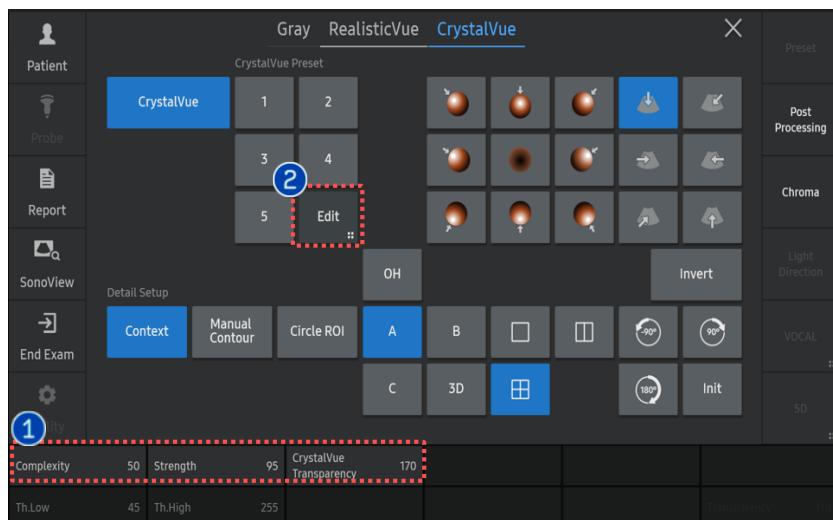 Gray RealisticVue CrystalVue
Patient
Probe
Report
SonoView
End Exam
CrystalVue Preset
CrystalVue
1
2
3
4
2
5
Edit
OH
Invert
Detail Setup
Context
Manual
Contour
Circle ROI
A
B
-90°
90°
C
3D
180°
Init
Preset
Post
Processing
Chroma
Light
Direction
VOCAL
5D
1
Complexity 50
Strength 95
CrystalVue
Transparency 170
Th.Low 45
Th.High 255
Transparency